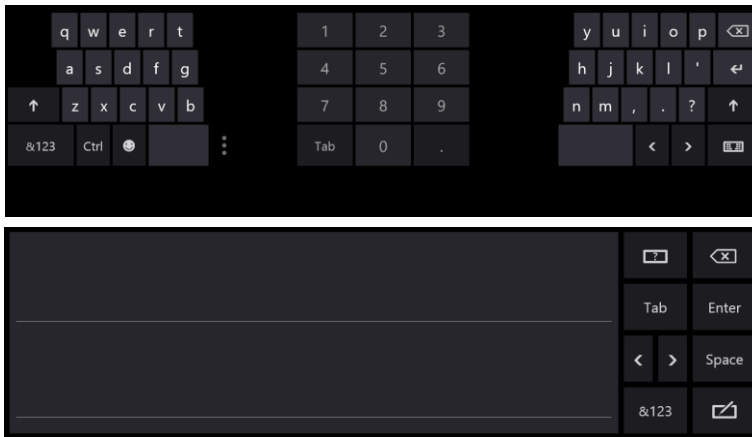 q w e r t 1 2 3 y u i o p
a s d f g 4 5 6 h j k l '
↑ z x c v b 7 8 9 n m , . ? ↑
&123 Ctrl Tab 0 . < >
?
Tab Enter
< > Space
&123